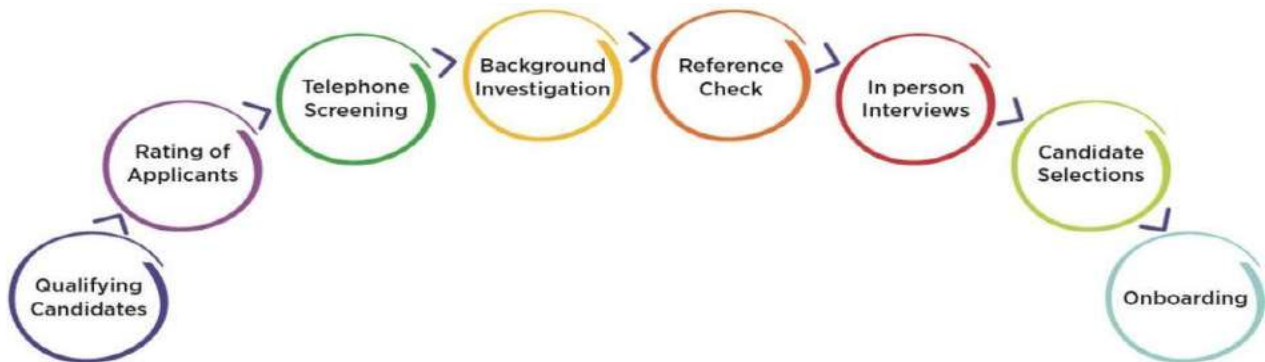 Qualifying
Candidates
Rating of
Applicants
Telephone
Screening
Background
Investigation
Reference
Check
In person
Interviews
Candidate
Selections
Onboarding